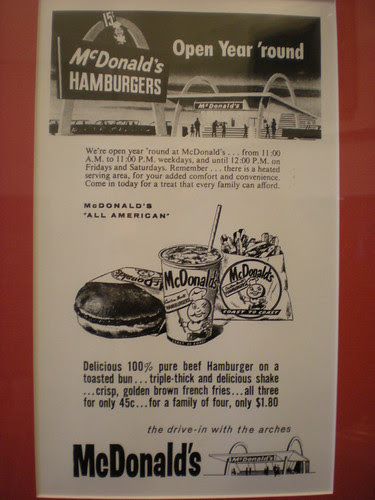 15¢
McDonald's
HAMBURGERS
Open Year 'round
McDonald's
We're open year 'round at McDonald's . . . from 11:00
A.M. to 11:00 P.M. weekdays, and until 12:00 P.M. on
Fridays and Saturdays. Remember . . . there is a heated
serving area, for your added comfort and convenience.
Come in today for a treat that every family can afford.
McDONALD'S
"ALL AMERICAN"
McDonald's
McDonald's
McDonald's
COAST TO COAST
Delicious 100% pure beef Hamburger on a
toasted bun . . . triple-thick and delicious shake
. . . crisp, golden brown french fries . . . all three
for only 45c . . . for a family of four, only $1.80
the drive-in with the arches
McDonald's
McDonald's